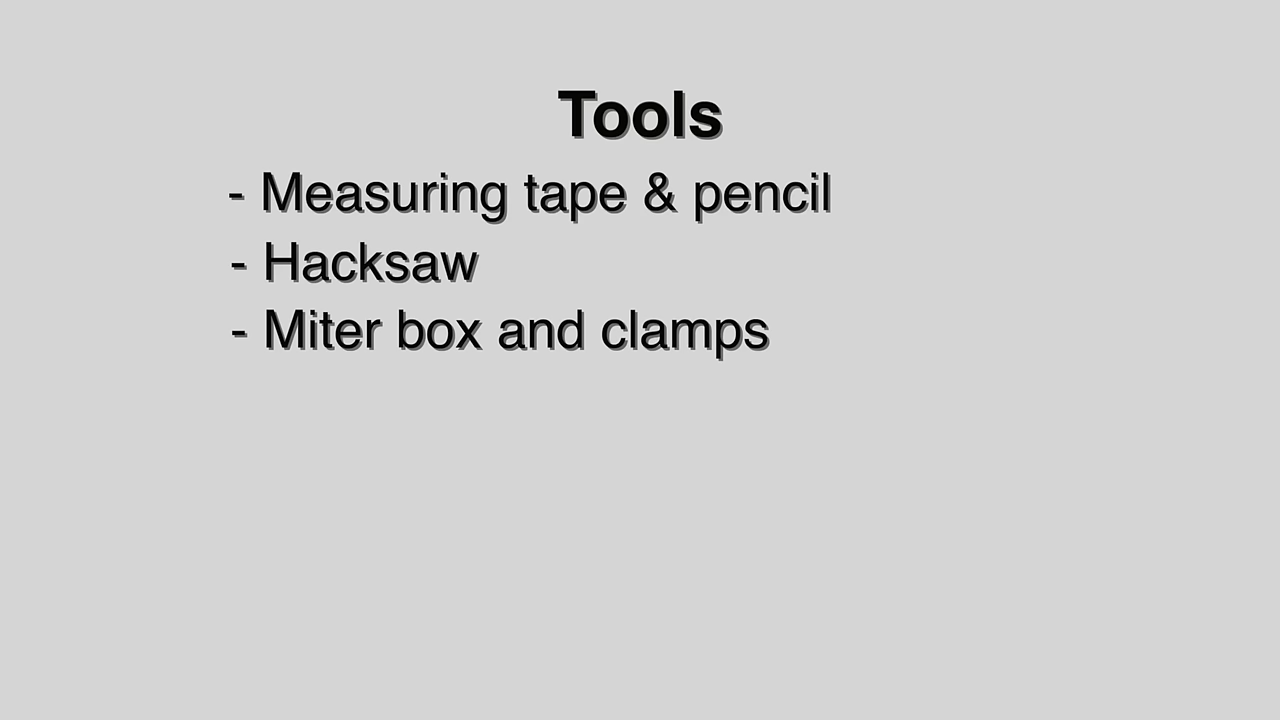 Tools
- Measuring tape & pencil
- Hacksaw
- Miter box and clamps